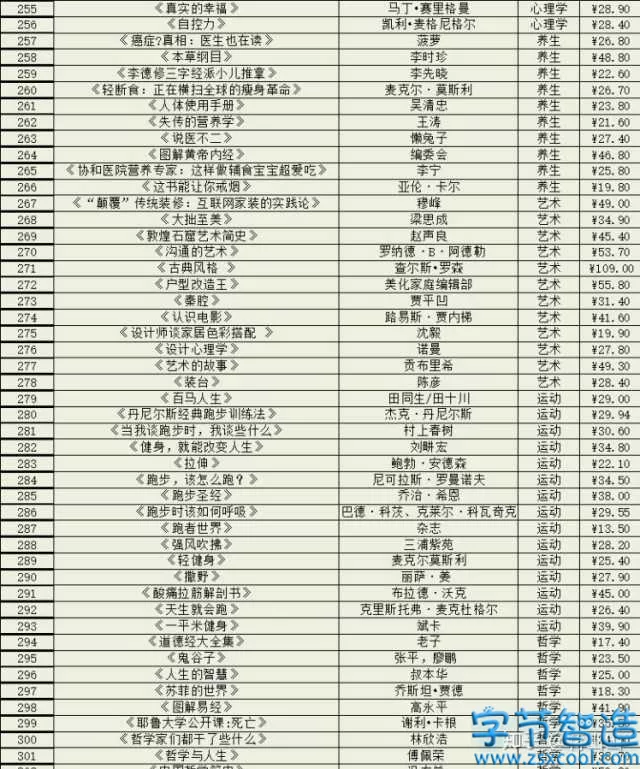 255 《真实的幸福》 马丁·赛里格曼 心理学 ¥28.90
256 《自控力》 凯利·麦格尼格尔 心理学 ¥28.40
257 《癌症?真相：医生也在读》 菠萝 养生 ¥26.80
258 《本草纲目》 李时珍 养生 ¥48.80
259 《李德修三字经派小儿推拿》 李先晓 养生 ¥22.60
260 《轻断食：正在横扫全球的瘦身革命》 麦克尔·莫斯利 养生 ¥26.70
261 《人体使用手册》 吴清忠 养生 ¥23.80
262 《失传的营养学》 王涛 养生 ¥21.60
263 《说医不二》 懒兔子 养生 ¥27.40
264 《图解黄帝内经》 编委会 养生 ¥46.80
265 《协和医院营养专家：这样做辅食宝宝超爱吃》 李宁 养生 ¥25.80
266 《这书能让你戒烟》 亚伦·卡尔 养生 ¥19.80
267 《“颠覆”传统装修：互联网家装的实践论》 穆峰 艺术 ¥49.00
268 《大拙至美》 梁思成 艺术 ¥34.90
269 《敦煌石窟艺术简史》 赵声良 艺术 ¥45.40
270 《沟通的艺术》 罗纳德·B·阿德勒 艺术 ¥53.70
271 《古典风格 》 查尔斯·罗森 艺术 ¥109.00
272 《户型改造王》 美化家庭编辑部 艺术 ¥55.80
273 《秦腔》 贾平凹 艺术 ¥31.40
274 《认识电影》 路易斯·贾内梯 艺术 ¥41.60
275 《设计师谈家居色彩搭配 》 沈毅 艺术 ¥19.90
276 《设计心理学》 诺曼 艺术 ¥27.80
277 《艺术的故事》 贡布里希 艺术 ¥49.30
278 《装台》 陈彦 艺术 ¥28.40
279 《百马人生》 田同生/田十川 运动 ¥29.00
280 《丹尼尔斯经典跑步训练法》 杰克·丹尼尔斯 运动 ¥29.94
281 《当我谈跑步时，我谈些什么》 村上春树 运动 ¥30.60
282 《健身，就能改变人生》 刘畊宏 运动 ¥34.80
283 《拉伸》 鲍勃·安德森 运动 ¥22.10
284 《跑步，该怎么跑？》 尼可拉斯·罗曼诺夫 运动 ¥34.50
285 《跑步圣经》 乔治·希恩 运动 ¥38.00
286 《跑步时该如何呼吸》 巴德·科茨、克莱尔·科瓦奇克 运动 ¥29.55
287 《跑者世界》 杂志 运动 ¥13.50
288 《强风吹拂》 三浦紫苑 运动 ¥28.20
289 《轻健身》 麦克尔莫斯利 运动 ¥25.40
290 《撒野》 丽萨·姜 运动 ¥27.90
291 《酸痛拉筋解剖书》 布拉德·沃克 运动 ¥45.00
292 《天生就会跑》 克里斯托弗·麦克杜格尔 运动 ¥26.40
293 《一平米健身》 斌卡 运动 ¥39.90
294 《道德经大全集》 老子 哲学 ¥17.40
295 《鬼谷子》 张平，廖鹏 哲学 ¥23.50
296 《人生的智慧》 叔本华 哲学 ¥25.00
297 《苏菲的世界》 乔斯坦·贾德 哲学 ¥18.30
298 《图解易经》 高永平 哲学
299 《耶鲁大学公开课:死亡》 谢利·卡根
300 《哲学家们都干了些什么》 林欣浩
301 《哲学与人生》 傅佩荣
字节智造
www.zbxcool.com